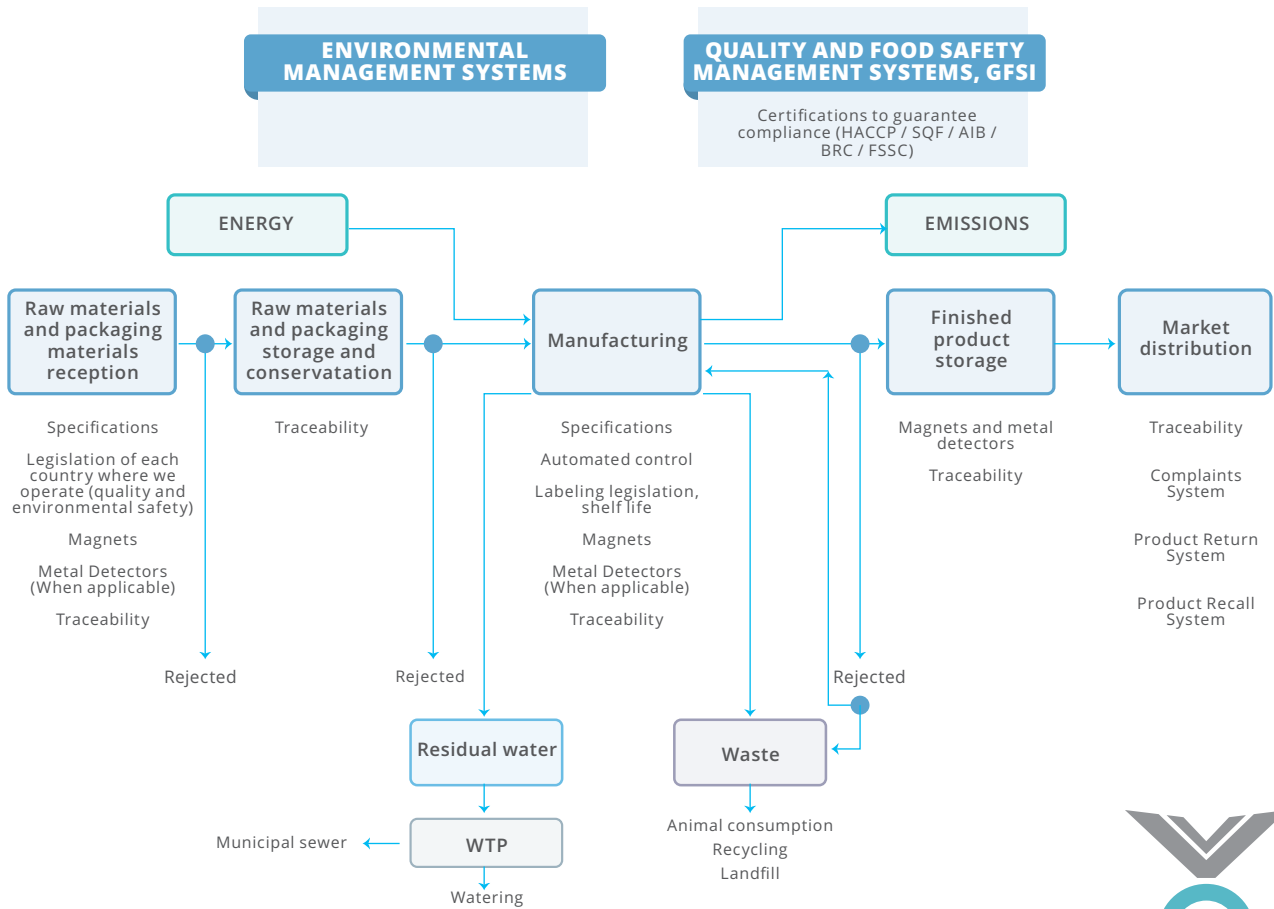 ENVIRONMENTAL
MANAGEMENT SYSTEMS
QUALITY AND FOOD SAFETY
MANAGEMENT SYSTEMS, GFSI
Certifications to guarantee
compliance (HACCP / SQF / AIB /
BRC / FSSC)
ENERGY
EMISSIONS
Raw materials
and packaging
materials
reception
Raw materials
and packaging
storage and
conservatation
Manufacturing
Finished
product
storage
Market
distribution
Specifications
Legislation of each
country where we
operate (quality and
environmental safety)
Magnets
Metal Detectors
(When applicable)
Traceability
Traceability
Specifications
Automated control
Labeling legislation,
shelf life
Magnets
Metal Detectors
(When applicable)
Traceability
Magnets and metal
detectors
Traceability
Traceability
Complaints
System
Product Return
System
Product Recall
System
Rejected
Rejected
Rejected
Residual water
Waste
WTP
Municipal sewer
Watering
Animal consumption
Recycling
Landfill